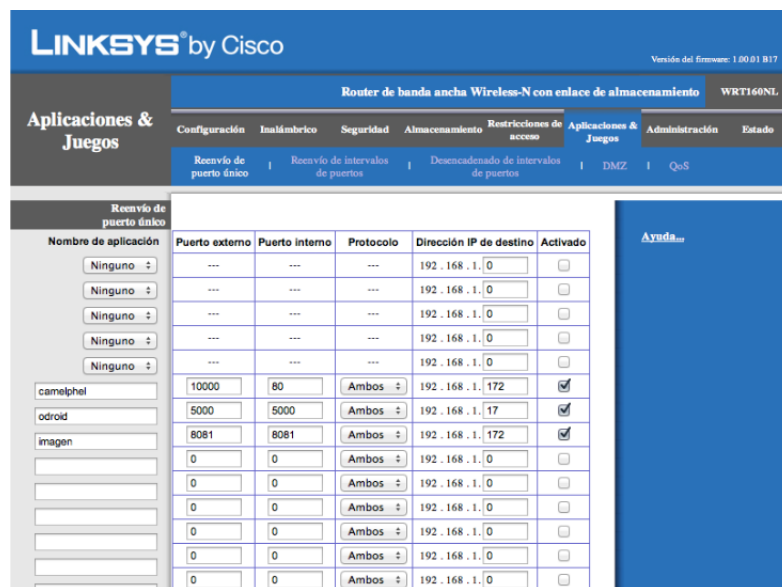 LINKSYS® by Cisco
Versión del firmware: 1.00.01 B17
Router de banda ancha Wireless-N con enlace de almacenamiento WRT160NL
Aplicaciones & Juegos
Configuración Inalámbrico Seguridad Almacenamiento Restricciones de acceso Aplicaciones & Juegos Administración Estado
Reenvío de puerto único | Reenvío de intervalos de puertos | Desencadenado de intervalos de puertos | DMZ | QoS
Reenvío de puerto único
Ayuda...
Nombre de aplicación Puerto externo Puerto interno Protocolo Dirección IP de destino Activado
Ninguno --- --- --- 192 . 168 . 1. 0
Ninguno --- --- --- 192 . 168 . 1. 0
Ninguno --- --- --- 192 . 168 . 1. 0
Ninguno --- --- --- 192 . 168 . 1. 0
Ninguno --- --- --- 192 . 168 . 1. 0
camelphel 10000 80 Ambos 192 . 168 . 1. 172
odroid 5000 5000 Ambos 192 . 168 . 1. 17
imagen 8081 8081 Ambos 192 . 168 . 1. 172
0 0 Ambos 192 . 168 . 1. 0
0 0 Ambos 192 . 168 . 1. 0
0 0 Ambos 192 . 168 . 1. 0
0 0 Ambos 192 . 168 . 1. 0
0 0 Ambos 192 . 168 . 1. 0
0 0 Ambos 192 . 168 . 1. 0